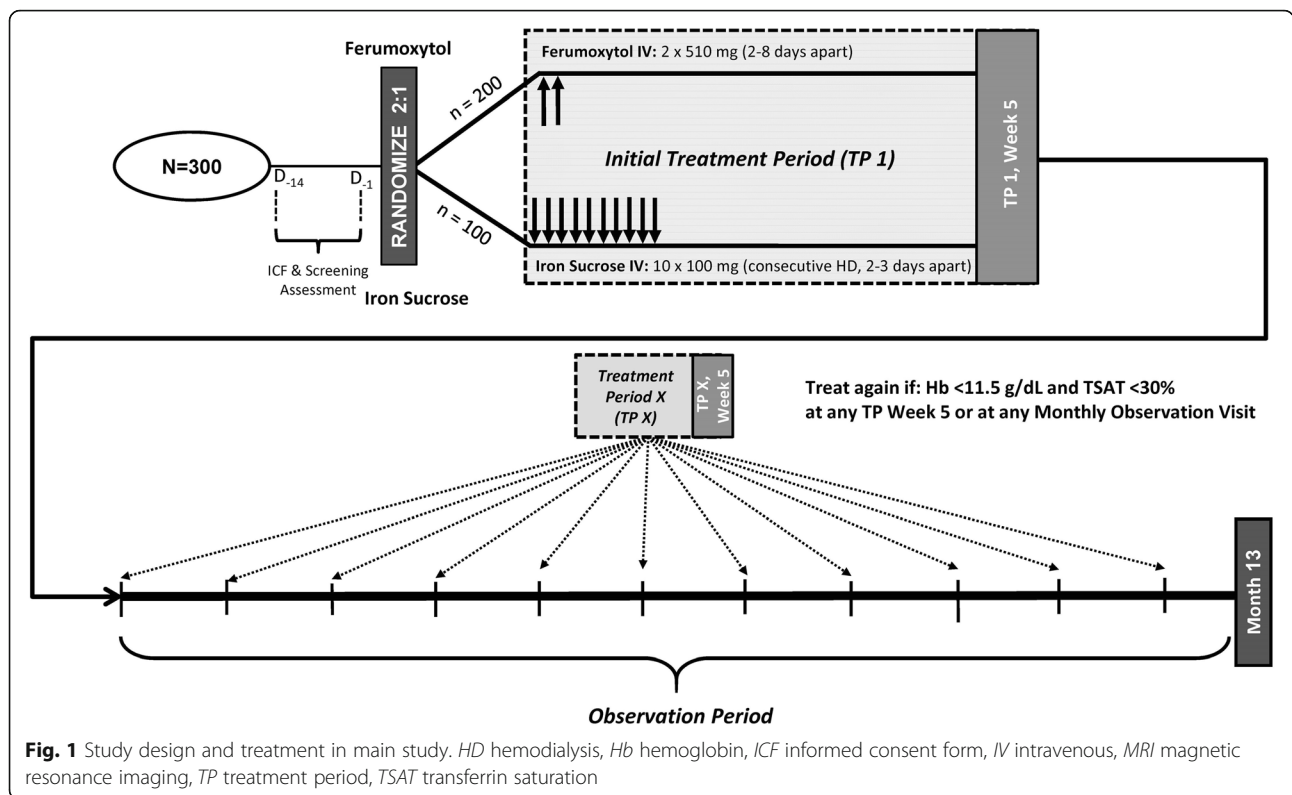 Ferumoxytol
Ferumoxytol IV: 2 x 510 mg (2-8 days apart)
n = 200
N=300
D-14
D-1
RANDOMIZE 2:1
Initial Treatment Period (TP 1)
TP 1, Week 5
n = 100
ICF & Screening
Assessment
Iron Sucrose
Iron Sucrose IV: 10 x 100 mg (consecutive HD, 2-3 days apart)
Treatment
Period X
(TP X)
TP X,
Week 5
Treat again if: Hb <11.5 g/dL and TSAT <30%
at any TP Week 5 or at any Monthly Observation Visit
Month 13
Observation Period
Fig. 1 Study design and treatment in main study. HD hemodialysis, Hb hemoglobin, ICF informed consent form, IV intravenous, MRI magnetic
resonance imaging, TP treatment period, TSAT transferrin saturation